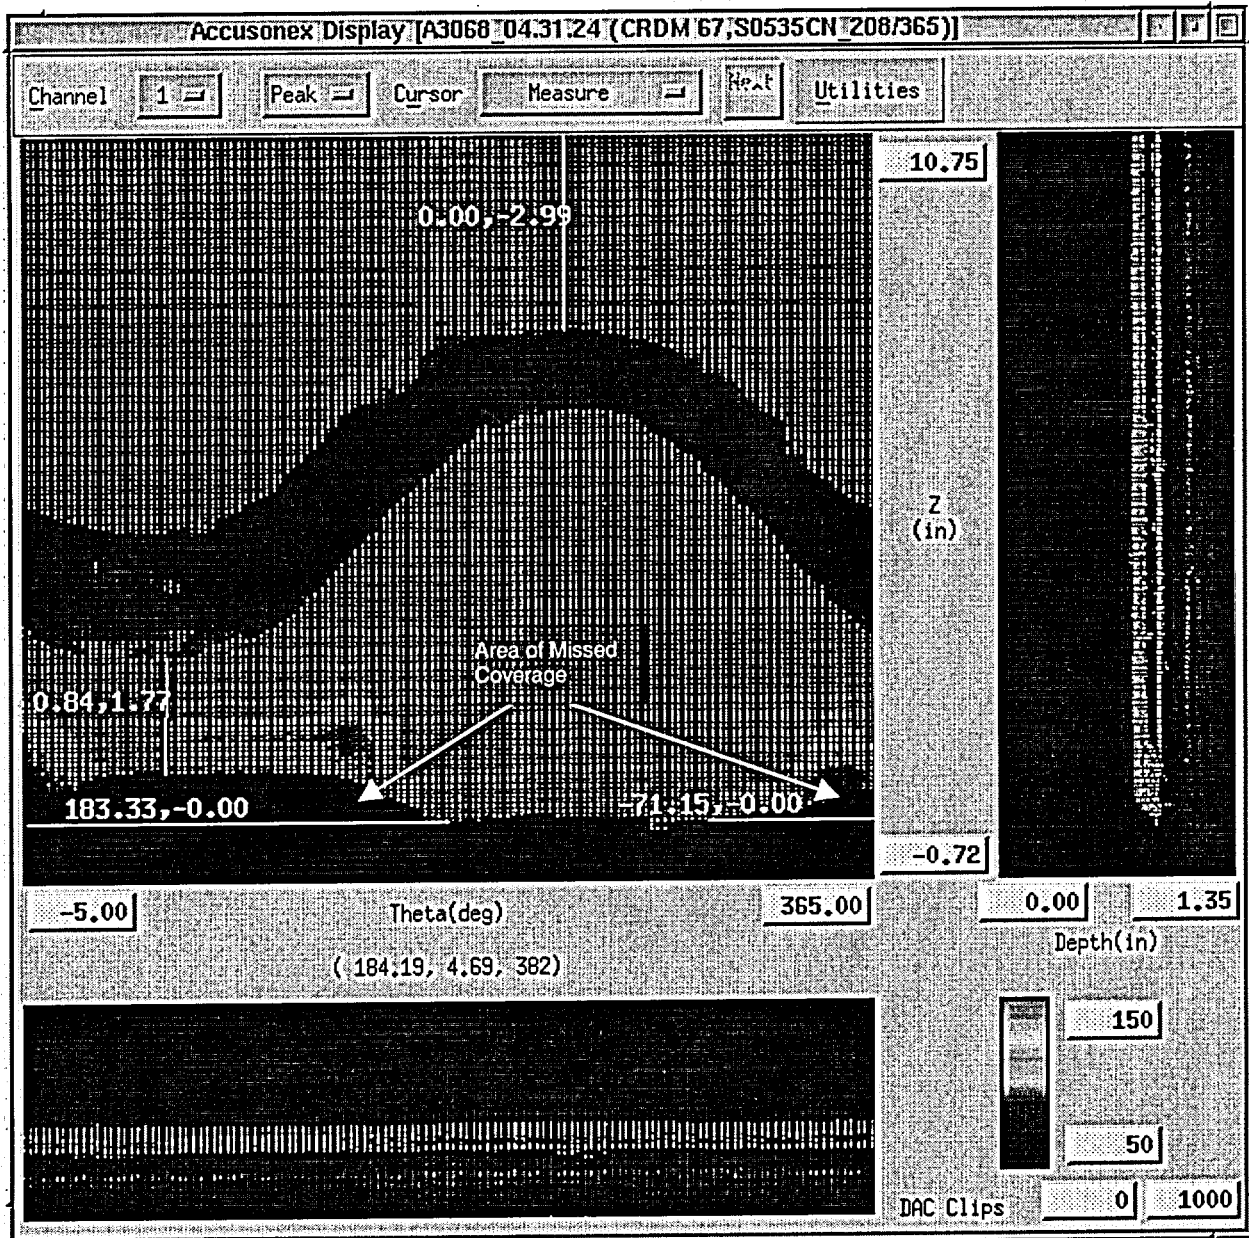 Accusonex Display [A3068_04.31.24 (CRDM 67,S0535CN_208/365)]
Channel 1 Peak Cursor Measure Next Utilities
10.75
0.00,-2.99
Z
(in)
Area of Missed
Coverage
0.84,1.77
183.33,-0.00 -71.15,-0.00
-0.72
-5.00 Theta(deg) 365.00 0.00 1.35
Depth(in)
( 184.19, 4.69, 382)
150
50
DAC Clips 0 1000